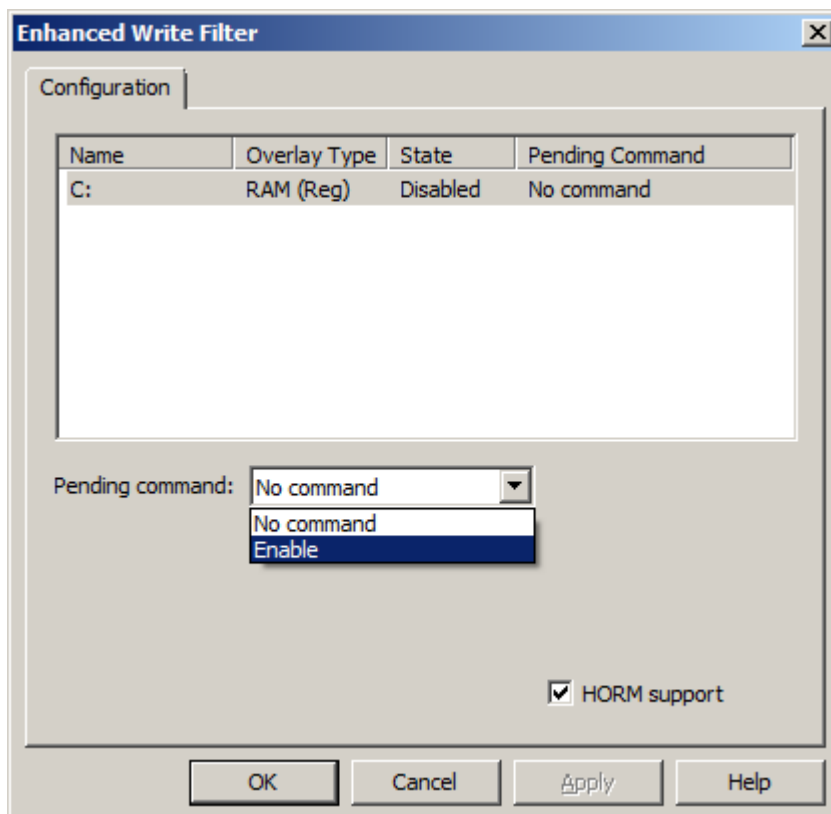 Enhanced Write Filter
Configuration
Name Overlay Type State Pending Command
C: RAM (Reg) Disabled No command
Pending command: No command
No command
Enable
HORM support
OK Cancel Apply Help